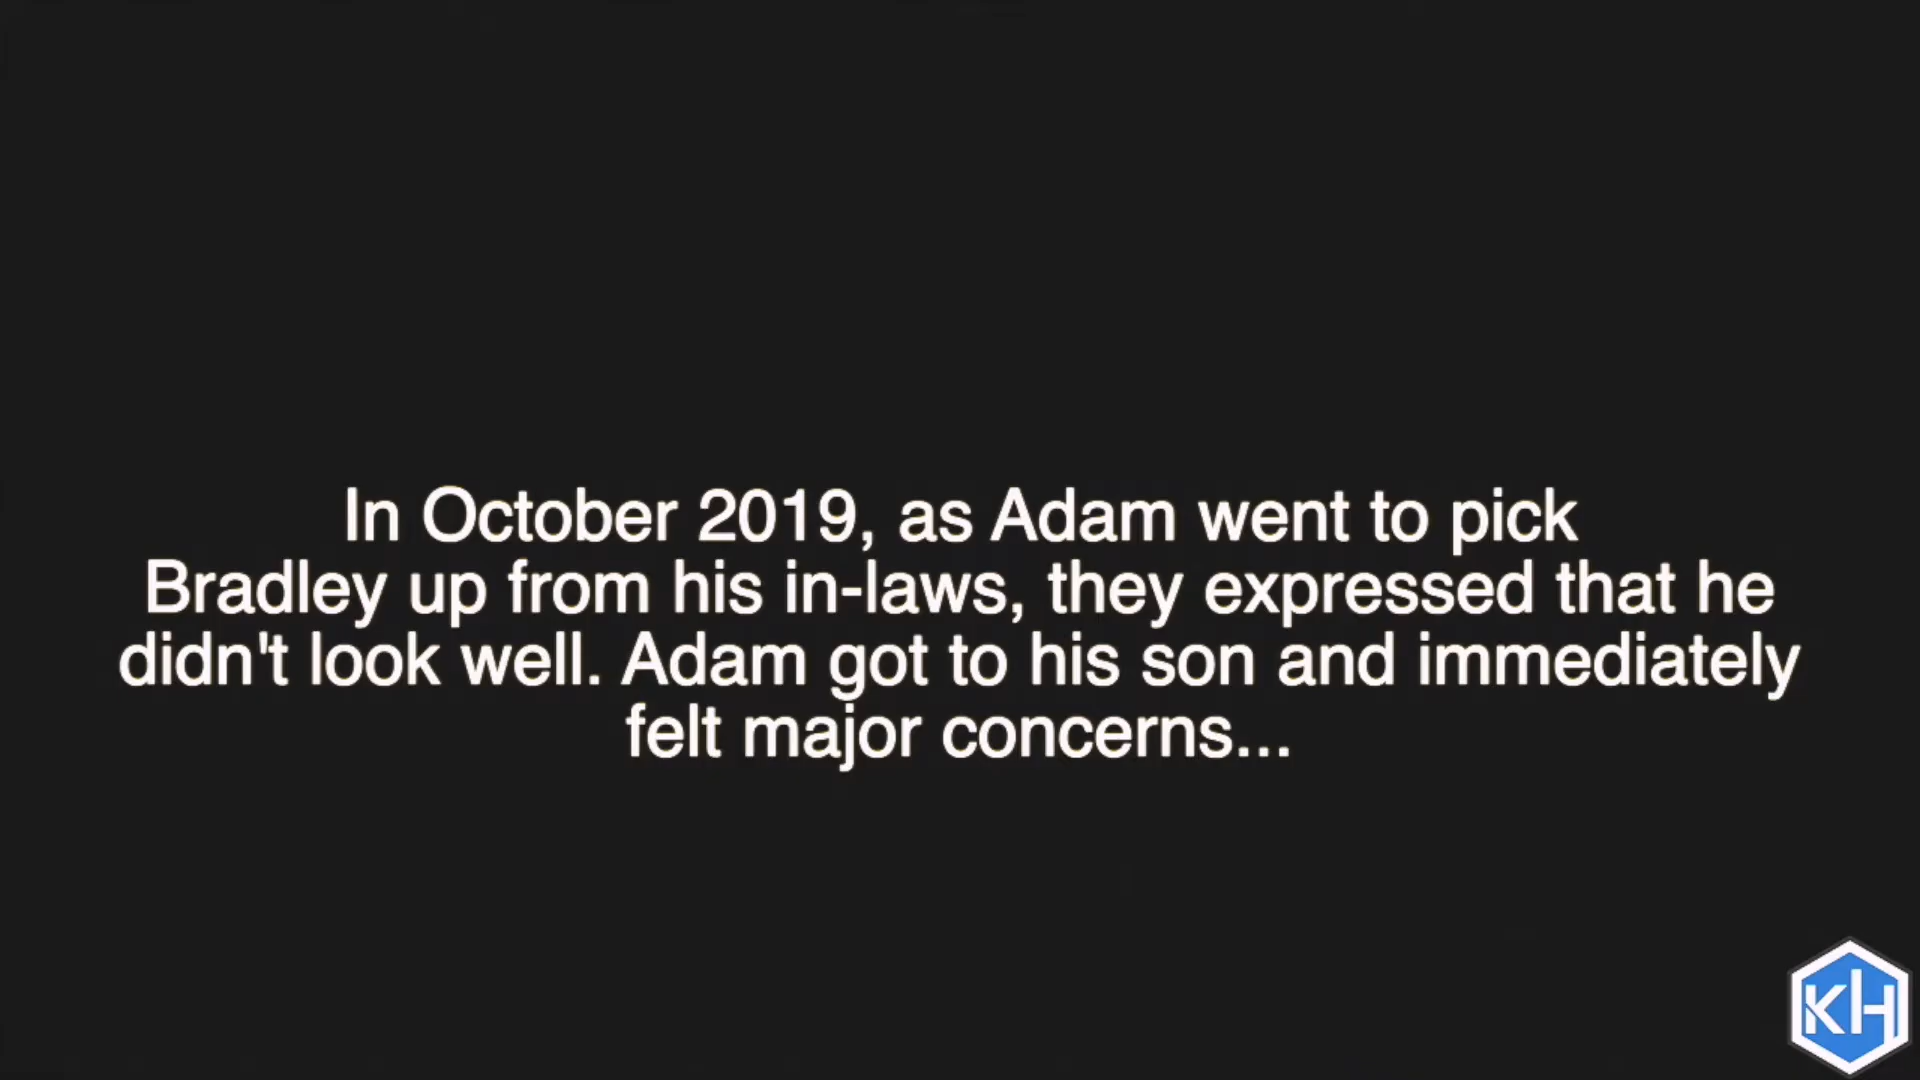 In October 2019, as Adam went to pick
Bradley up from his in-laws, they expressed that he
didn't look well. Adam got to his son and immediately
felt major concerns...
KH